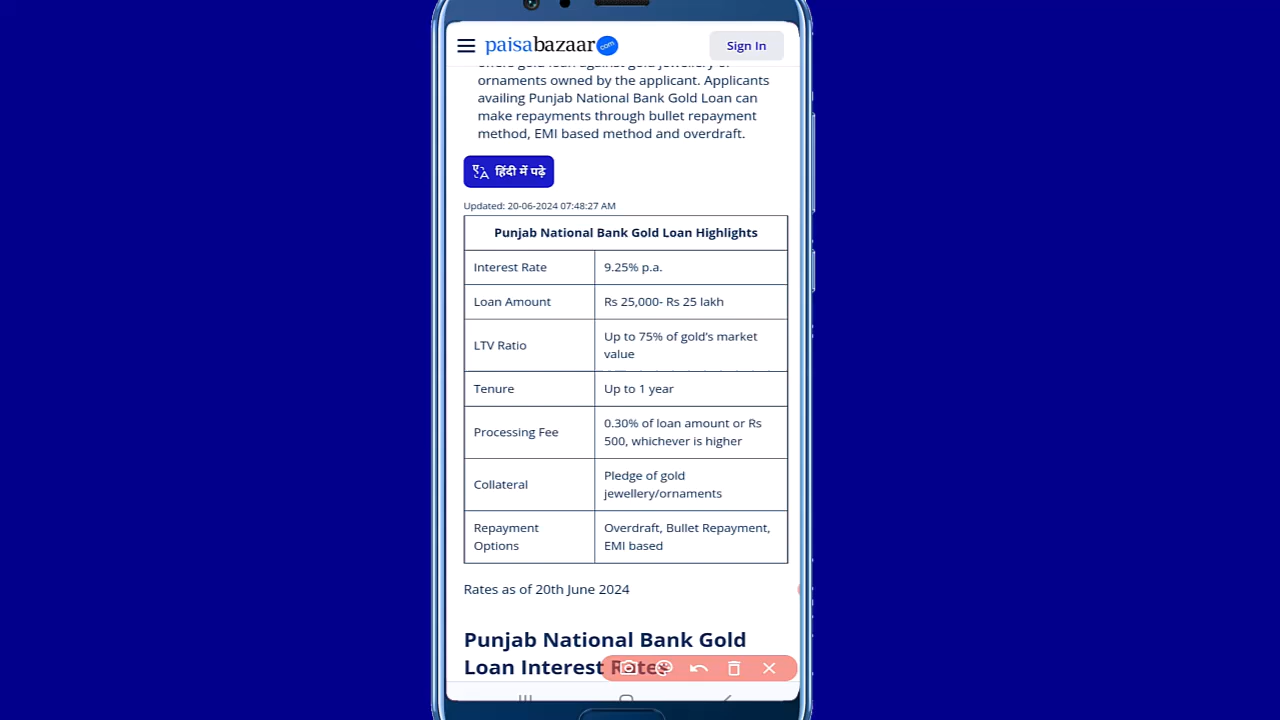 paisabazaar.com
Sign In
ornaments owned by the applicant. Applicants
availing Punjab National Bank Gold Loan can
make repayments through bullet repayment
method, EMI based method and overdraft.
हिंदी में पढ़े
Updated: 20-06-2024 07:48:27 AM
Punjab National Bank Gold Loan Highlights
Interest Rate 9.25% p.a.
Loan Amount Rs 25,000- Rs 25 lakh
LTV Ratio Up to 75% of gold's market
value
Tenure Up to 1 year
Processing Fee 0.30% of loan amount or Rs
500, whichever is higher
Collateral Pledge of gold
jewellery/ornaments
Repayment
Options Overdraft, Bullet Repayment,
EMI based
Rates as of 20th June 2024
Punjab National Bank Gold
Loan Interest Rates